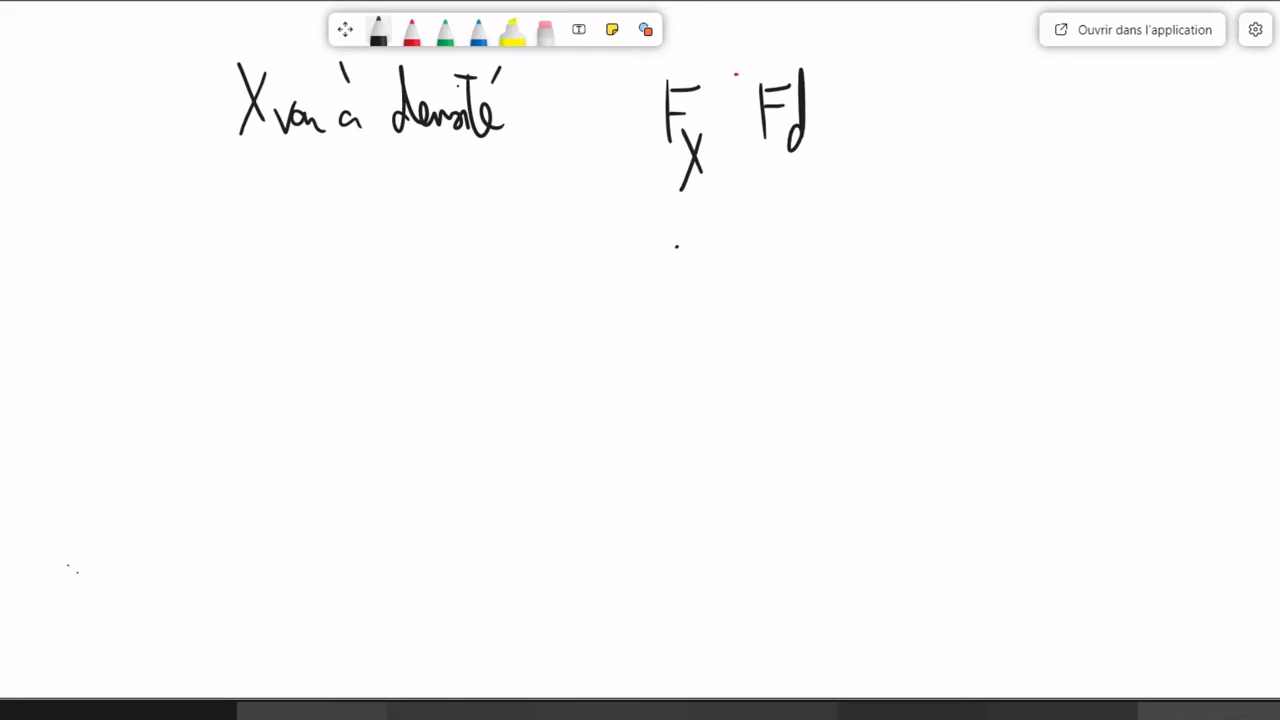 Ouvrir dans l'application
X var à densité F_X Fd